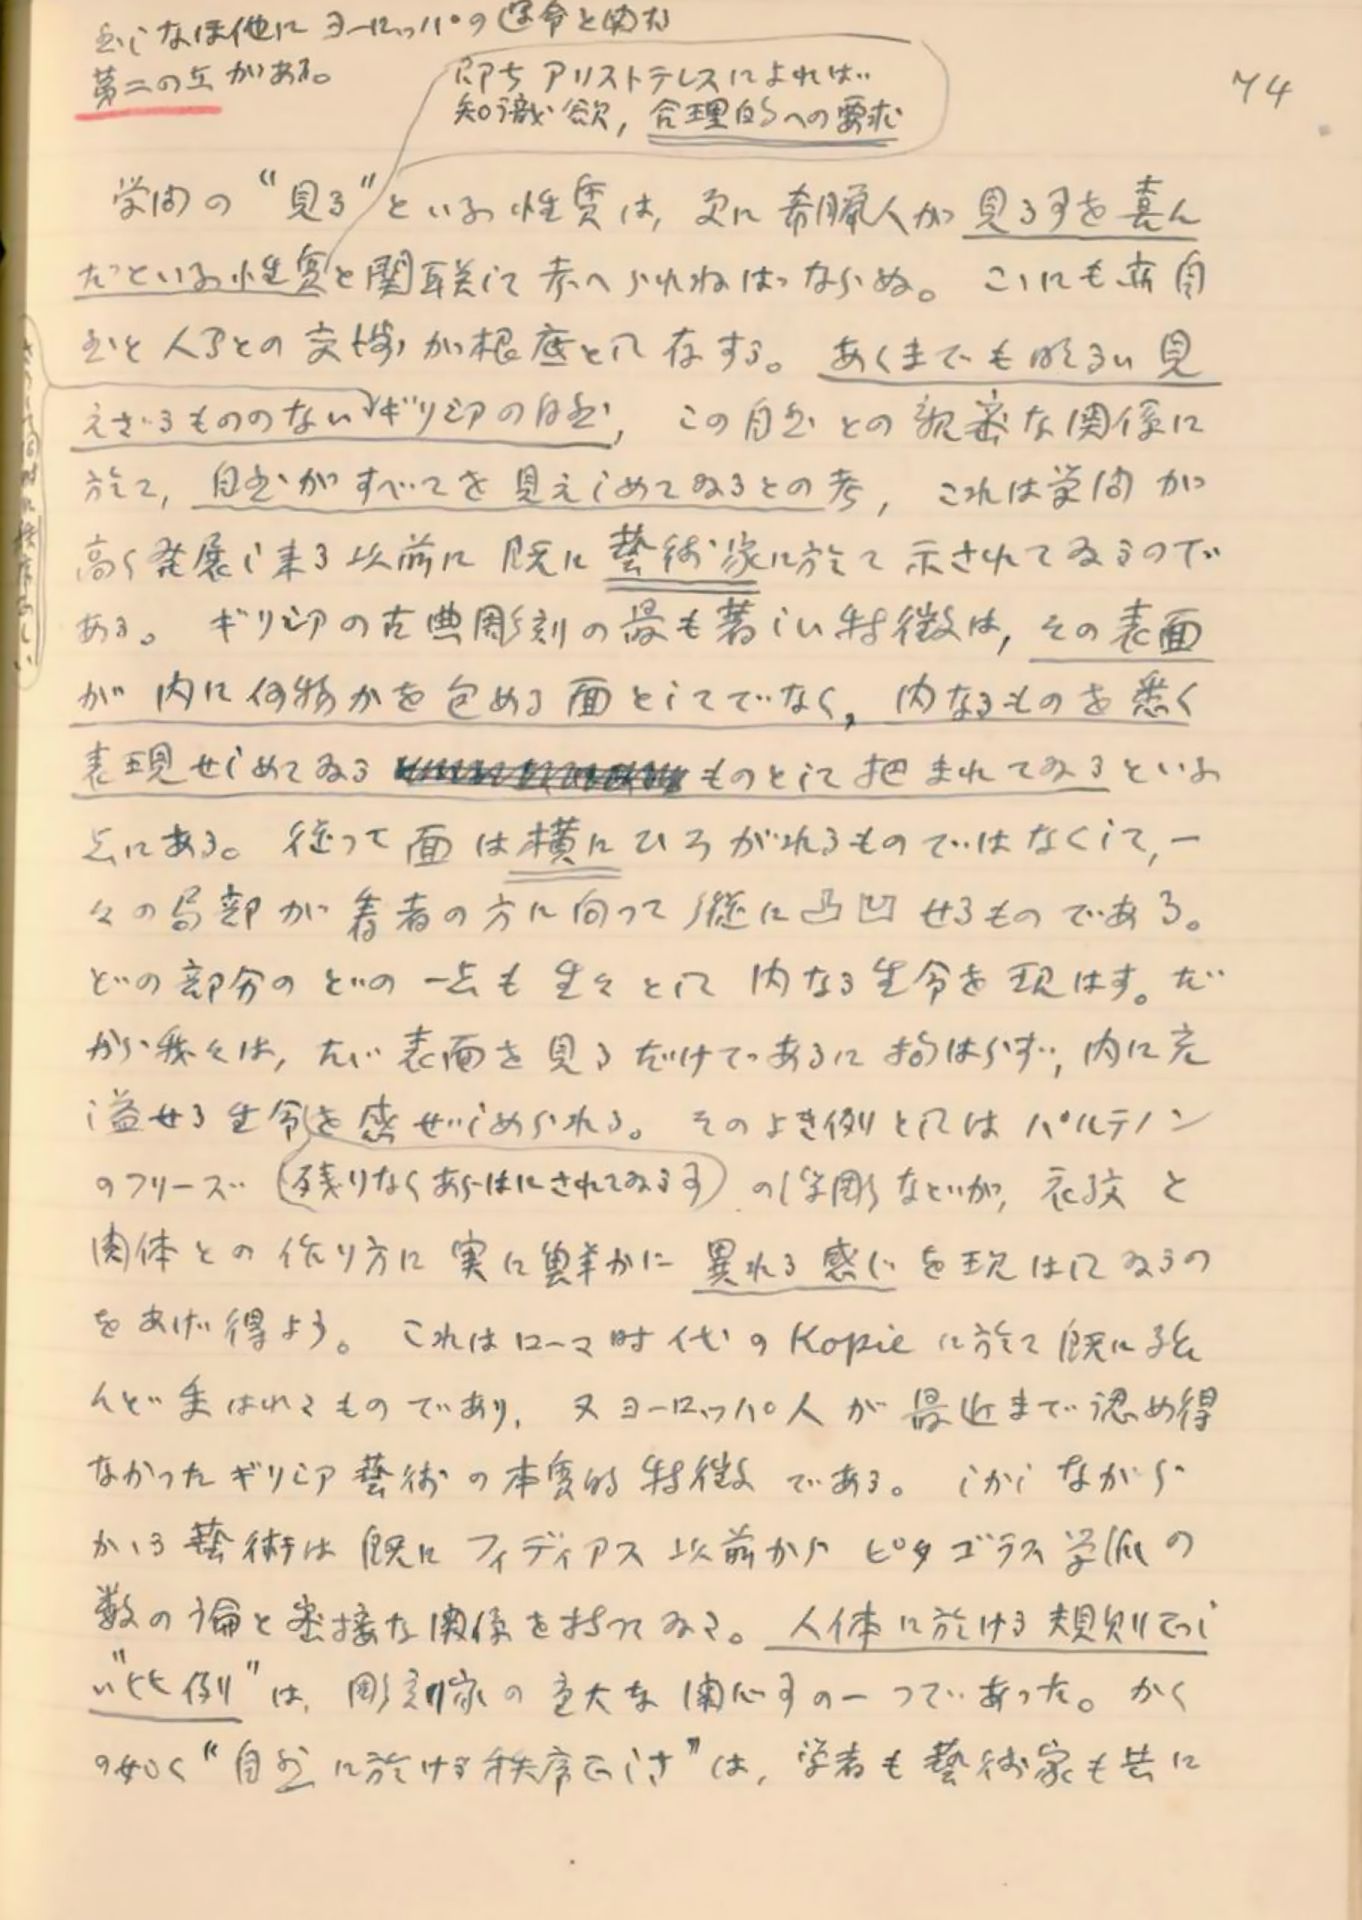 然しなほ他にヨーロッパの運命と関
第二の点がある。
74
即ちアリストテレスによれば
知識欲，合理的への要求
学問の“見る”といふ性質は，更に希臘人が見る事を喜ん
だといふ性質と関聯して考へられねばならぬ。こゝにも亦自
然と人間との交渉が根底として存する。あくまでも明るい見
えざるもののないギリシアの自然，この自然との親密な関係に
於て，自然がすべてを見えしめてゐるとの考，これは学問が
高く発展し来る以前に既に藝術家に於て示されてゐるので
ある。ギリシアの古典彫刻の最も著しい特徴は，その表面
が内に何物かを包める面としてでなく，内なるものを悉く
表現せしめてゐるものとして把まれてゐるといふ
点にある。従って面は横にひろがれるものではなくして，一
々の局部が着者の方に向って縦に凸凹せるものである。
どの部分のどの一点も生々として内なる生命を現はす。だ
から我々は，たゞ表面を見るだけであるに拘はらず，内に充
溢せる生命を感ぜしめられる。そのよき例としてはパルテノン
のフリーズ(残りなくあらはにされてゐる事)の浮彫などが，衣紋と
肉体との作り方に実に鮮かに異れる感じを現はしてゐるの
をあげ得よう。これはローマ時代のKopieに於て既に殆
んど失はれたものであり，又ヨーロッパ人が最近まで認め得
なかったギリシア藝術の本質的特徴である。しかしながら
かゝる藝術は既にフィディアス以前からピタゴラス学派の
数の論と密接な関係を持ってゐる。人体に於ける規則正し
い“比例”は，彫刻家の重大な関心事の一つであった。かく
の如く“自然に於ける秩序正しさ”は，学者も藝術家も共に